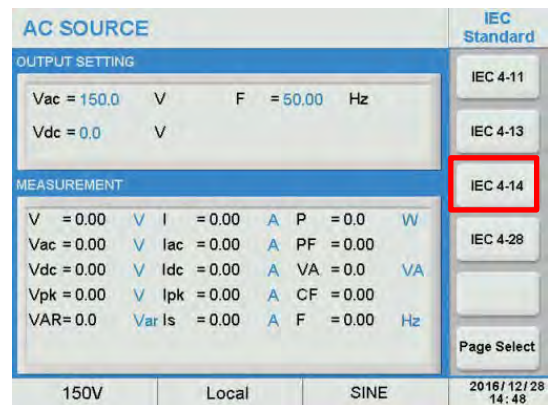 AC SOURCE
IEC Standard
OUTPUT SETTING
Vac = 150.0 V F = 50.00 Hz
Vdc = 0.0 V
MEASUREMENT
V = 0.00 V I = 0.00 A P = 0.0 W
Vac = 0.00 V Iac = 0.00 A PF = 0.00
Vdc = 0.00 V Idc = 0.00 A VA = 0.0 VA
Vpk = 0.00 V Ipk = 0.00 A CF = 0.00
VAR= 0.0 Var Is = 0.00 A F = 0.00 Hz
IEC 4-11
IEC 4-13
IEC 4-14
IEC 4-28
Page Select
150V Local SINE 2016/12/28
14:48